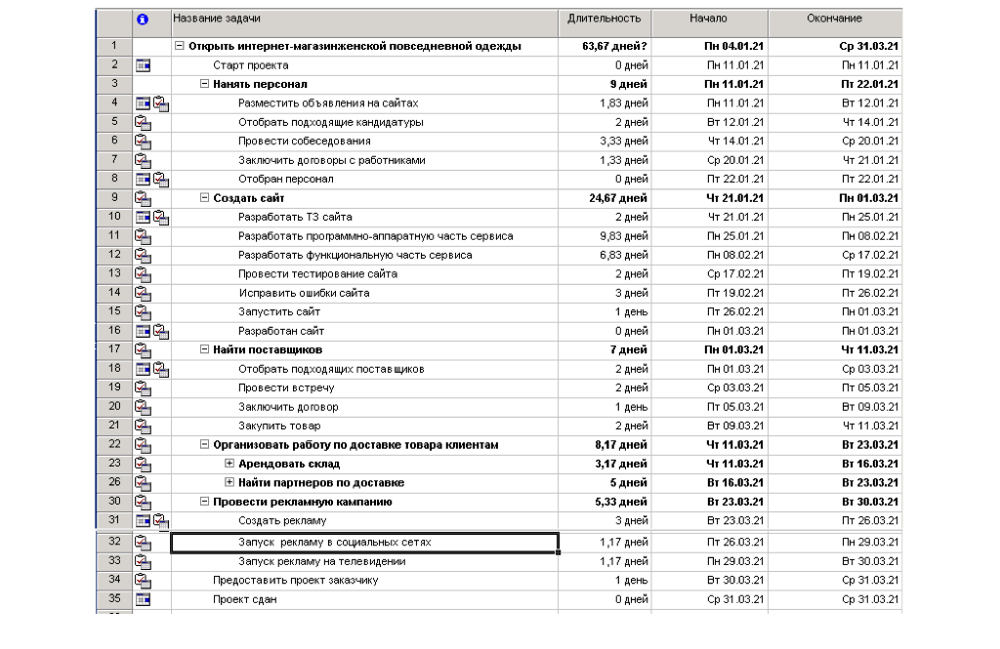 Название задачи Длительность Начало Окончание
1 Открыть интернет-магазинженской повседневной одежды 63,67 дней? Пн 04.01.21 Ср 31.03.21
2 Старт проекта 0 дней Пн 11.01.21 Пн 11.01.21
3 Нанять персонал 9 дней Пн 11.01.21 Пт 22.01.21
4 Разместить объявления на сайтах 1,83 дней Пн 11.01.21 Вт 12.01.21
5 Отобрать подходящие кандидатуры 2 дней Вт 12.01.21 Чт 14.01.21
6 Провести собеседования 3,33 дней Чт 14.01.21 Ср 20.01.21
7 Заключить договоры с работниками 1,33 дней Ср 20.01.21 Чт 21.01.21
8 Отобран персонал 0 дней Пт 22.01.21 Пт 22.01.21
9 Создать сайт 24,67 дней Чт 21.01.21 Пн 01.03.21
10 Разработать ТЗ сайта 2 дней Чт 21.01.21 Пн 25.01.21
11 Разработать программно-аппаратную часть сервиса 9,83 дней Пн 25.01.21 Пн 08.02.21
12 Разработать функциональную часть сервиса 6,83 дней Пн 08.02.21 Ср 17.02.21
13 Провести тестирование сайта 2 дней Ср 17.02.21 Пт 19.02.21
14 Исправить ошибки сайта 3 дней Пт 19.02.21 Пт 26.02.21
15 Запустить сайт 1 день Пт 26.02.21 Пн 01.03.21
16 Разработан сайт 0 дней Пн 01.03.21 Пн 01.03.21
17 Найти поставщиков 7 дней Пн 01.03.21 Чт 11.03.21
18 Отобрать подходящих поставщиков 2 дней Пн 01.03.21 Ср 03.03.21
19 Провести встречу 2 дней Ср 03.03.21 Пт 05.03.21
20 Заключить договор 1 день Пт 05.03.21 Вт 09.03.21
21 Закупить товар 2 дней Вт 09.03.21 Чт 11.03.21
22 Организовать работу по доставке товара клиентам 8,17 дней Чт 11.03.21 Вт 23.03.21
23 Арендовать склад 3,17 дней Чт 11.03.21 Вт 16.03.21
26 Найти партнеров по доставке 5 дней Вт 16.03.21 Вт 23.03.21
30 Провести рекламную кампанию 5,33 дней Вт 23.03.21 Вт 30.03.21
31 Создать рекламу 3 дней Вт 23.03.21 Пт 26.03.21
32 Запуск рекламу в социальных сетях 1,17 дней Пт 26.03.21 Пн 29.03.21
33 Запуск рекламу на телевидении 1,17 дней Пн 29.03.21 Вт 30.03.21
34 Предоставить проект заказчику 1 день Вт 30.03.21 Ср 31.03.21
35 Проект сдан 0 дней Ср 31.03.21 Ср 31.03.21